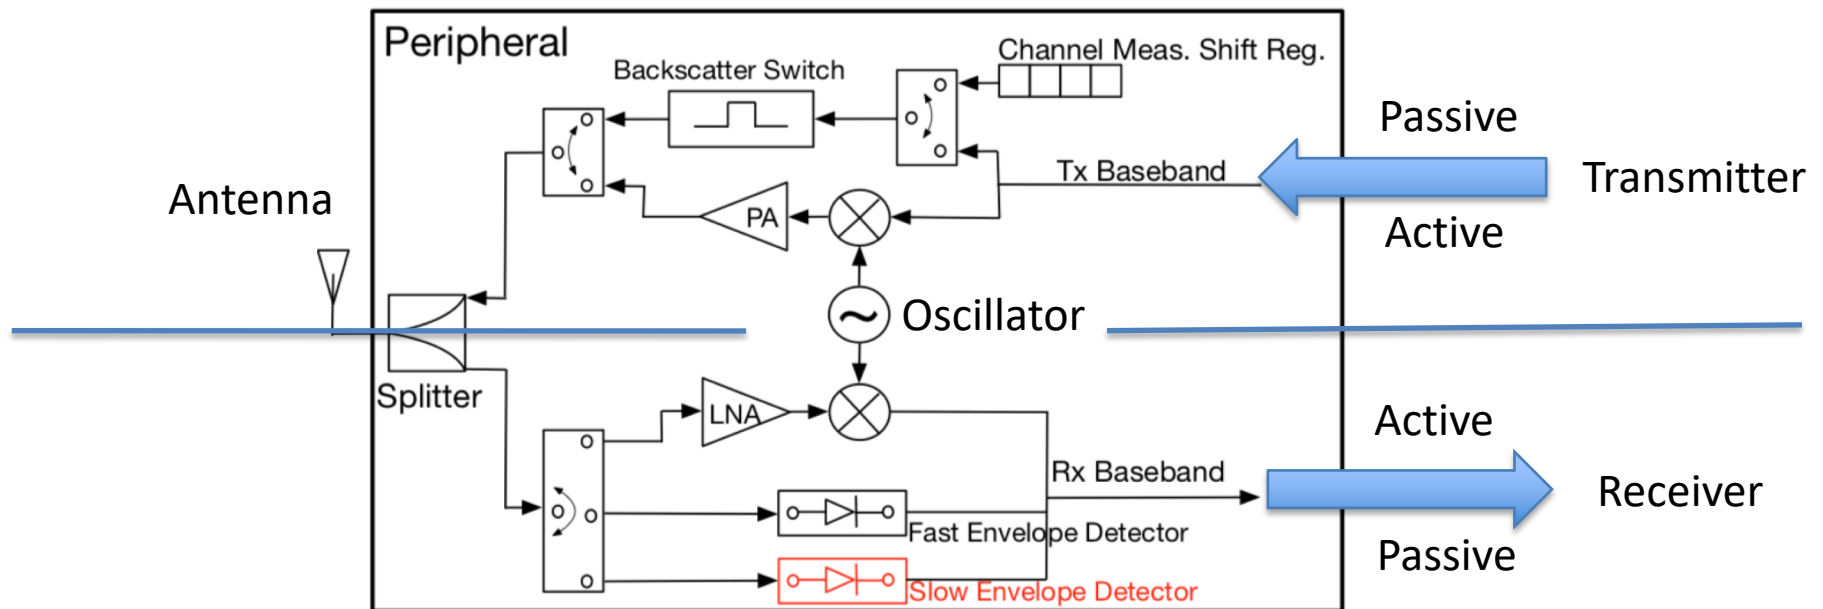 Peripheral
Channel Meas. Shift Reg.
Backscatter Switch
Passive
Tx Baseband
Transmitter
Antenna
PA
Active
Oscillator
Splitter
LNA
Active
Rx Baseband
Receiver
Fast Envelope Detector
Passive
Slow Envelope Detector